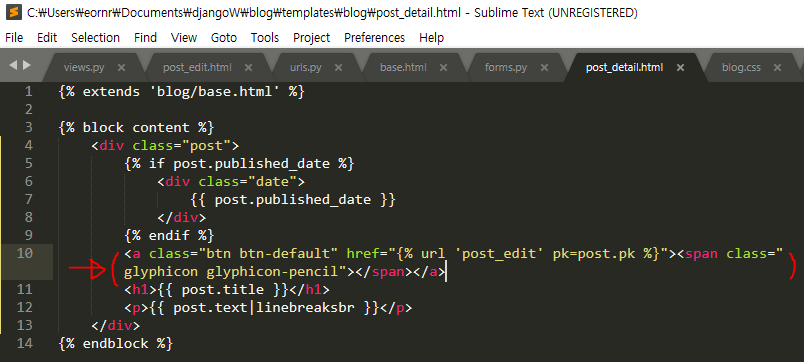 C:₩Users₩eornr₩Documents₩djangoW₩blog₩templates₩blog₩post_detail.html - Sublime Text (UNREGISTERED)
File Edit Selection Find View Goto Tools Project Preferences Help
views.py × post_edit.html × urls.py × base.html × forms.py × post_detail.html × blog.css ×
1 {% extends 'blog/base.html' %}
2
3 {% block content %}
4     <div class="post">
5         {% if post.published_date %}
6             <div class="date">
7                 {{ post.published_date }}
8             </div>
9         {% endif %}
10         <a class="btn btn-default" href="{% url 'post_edit' pk=post.pk %}"><span class="
glyphicon glyphicon-pencil"></span></a>
11         <h1>{{ post.title }}</h1>
12         <p>{{ post.text|linebreaksbr }}</p>
13     </div>
14 {% endblock %}